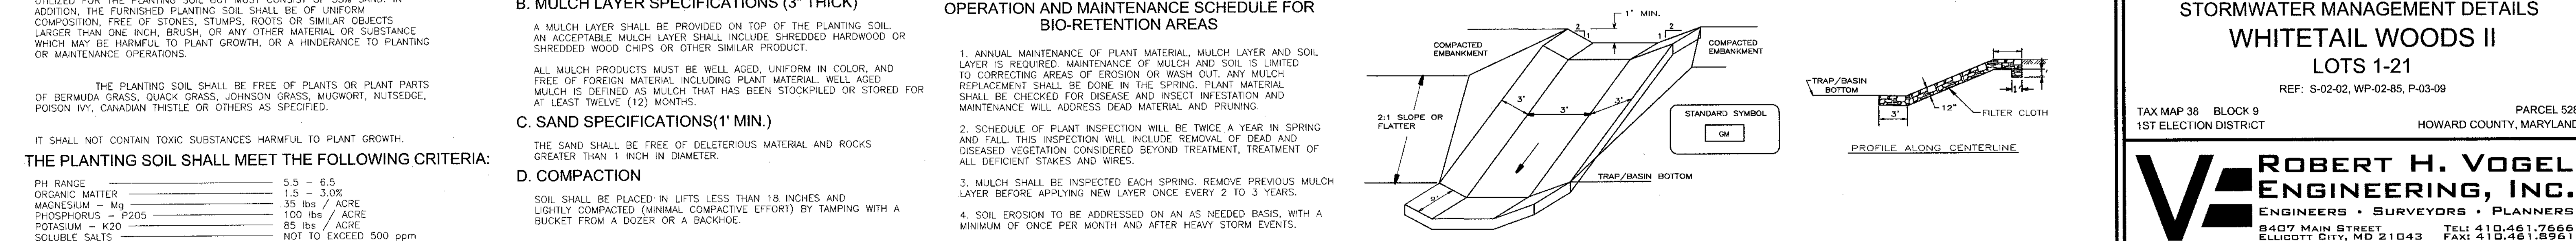 UTILIZED FOR THE PLANTING SOIL BUT MUST CONSIST OF 35% SAND. IN
ADDITION, THE FURNISHED PLANTING SOIL SHALL BE OF UNIFORM
COMPOSITION, FREE OF STONES, STUMPS, ROOTS OR SIMILAR OBJECTS
LARGER THAN ONE INCH, BRUSH, OR ANY OTHER MATERIAL OR SUBSTANCE
WHICH MAY BE HARMFUL TO PLANT GROWTH, OR A HINDERANCE TO PLANTING
OR MAINTENANCE OPERATIONS.
THE PLANTING SOIL SHALL BE FREE OF PLANTS OR PLANT PARTS
OF BERMUDA GRASS, QUACK GRASS, JOHNSON GRASS, MUGWORT, NUTSEDGE,
POISON IVY, CANADIAN THISTLE OR OTHERS AS SPECIFIED.
IT SHALL NOT CONTAIN TOXIC SUBSTANCES HARMFUL TO PLANT GROWTH.
THE PLANTING SOIL SHALL MEET THE FOLLOWING CRITERIA:
PH RANGE 5.5 - 6.5
ORGANIC MATTER 1.5 - 3.0%
MAGNESIUM - Mg 35 lbs / ACRE
PHOSPHORUS - P205 100 lbs / ACRE
POTASIUM - K20 85 lbs / ACRE
SOLUBLE SALTS NOT TO EXCEED 500 ppm
B. MULCH LAYER SPECIFICATIONS (3" THICK)
A MULCH LAYER SHALL BE PROVIDED ON TOP OF THE PLANTING SOIL.
AN ACCEPTABLE MULCH LAYER SHALL INCLUDE SHREDDED HARDWOOD OR
SHREDDED WOOD CHIPS OR OTHER SIMILAR PRODUCT.
ALL MULCH PRODUCTS MUST BE WELL AGED, UNIFORM IN COLOR, AND
FREE OF FOREIGN MATERIAL INCLUDING PLANT MATERIAL. WELL AGED
MULCH IS DEFINED AS MULCH THAT HAS BEEN STOCKPILED OR STORED FOR
AT LEAST TWELVE (12) MONTHS.
C. SAND SPECIFICATIONS(1' MIN.)
THE SAND SHALL BE FREE OF DELETERIOUS MATERIAL AND ROCKS
GREATER THAN 1 INCH IN DIAMETER.
D. COMPACTION
SOIL SHALL BE PLACED IN LIFTS LESS THAN 18 INCHES AND
LIGHTLY COMPACTED (MINIMAL COMPACTIVE EFFORT) BY TAMPING WITH A
BUCKET FROM A DOZER OR A BACKHOE.
OPERATION AND MAINTENANCE SCHEDULE FOR
BIO-RETENTION AREAS
1. ANNUAL MAINTENANCE OF PLANT MATERIAL, MULCH LAYER AND SOIL
LAYER IS REQUIRED. MAINTENANCE OF MULCH AND SOIL IS LIMITED
TO CORRECTING AREAS OF EROSION OR WASH OUT. ANY MULCH
REPLACEMENT SHALL BE DONE IN THE SPRING. PLANT MATERIAL
SHALL BE CHECKED FOR DISEASE AND INSECT INFESTATION AND
MAINTENANCE WILL ADDRESS DEAD MATERIAL AND PRUNING.
2. SCHEDULE OF PLANT INSPECTION WILL BE TWICE A YEAR IN SPRING
AND FALL. THIS INSPECTION WILL INCLUDE REMOVAL OF DEAD AND
DISEASED VEGETATION CONSIDERED BEYOND TREATMENT, TREATMENT OF
ALL DEFICIENT STAKES AND WIRES.
3. MULCH SHALL BE INSPECTED EACH SPRING. REMOVE PREVIOUS MULCH
LAYER BEFORE APPLYING NEW LAYER ONCE EVERY 2 TO 3 YEARS.
4. SOIL EROSION TO BE ADDRESSED ON AN AS NEEDED BASIS, WITH A
MINIMUM OF ONCE PER MONTH AND AFTER HEAVY STORM EVENTS.
1' MIN.
2
1
2
1
COMPACTED
EMBANKMENT
COMPACTED
EMBANKMENT
3'
3'
3'
2:1 SLOPE OR
FLATTER
STANDARD SYMBOL
GM
TRAP/BASIN BOTTOM
9'
TRAP/BASIN
BOTTOM
3'
12"
1'
FILTER CLOTH
PROFILE ALONG CENTERLINE
STORMWATER MANAGEMENT DETAILS
WHITETAIL WOODS II
LOTS 1-21
REF: S-02-02, WP-02-85, P-03-09
TAX MAP 38 BLOCK 9 PARCEL 528
1ST ELECTION DISTRICT HOWARD COUNTY, MARYLAND
ROBERT H. VOGEL
ENGINEERING, INC.
ENGINEERS • SURVEYORS • PLANNERS
8407 MAIN STREET TEL: 410.461.7666
ELLICOTT CITY, MD 21043 FAX: 410.461.8961